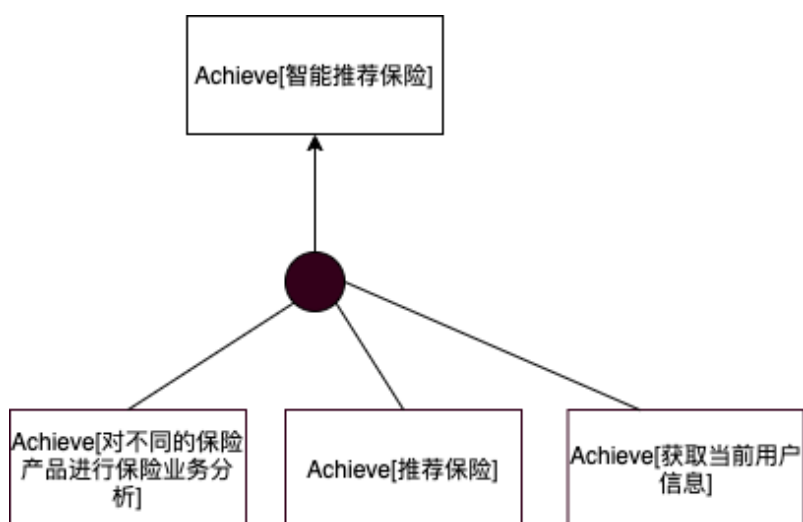 Achieve[智能推荐保险]
Achieve[对不同的保险
产品进行保险业务分
析]
Achieve[推荐保险]
Achieve[获取当前用户
信息]